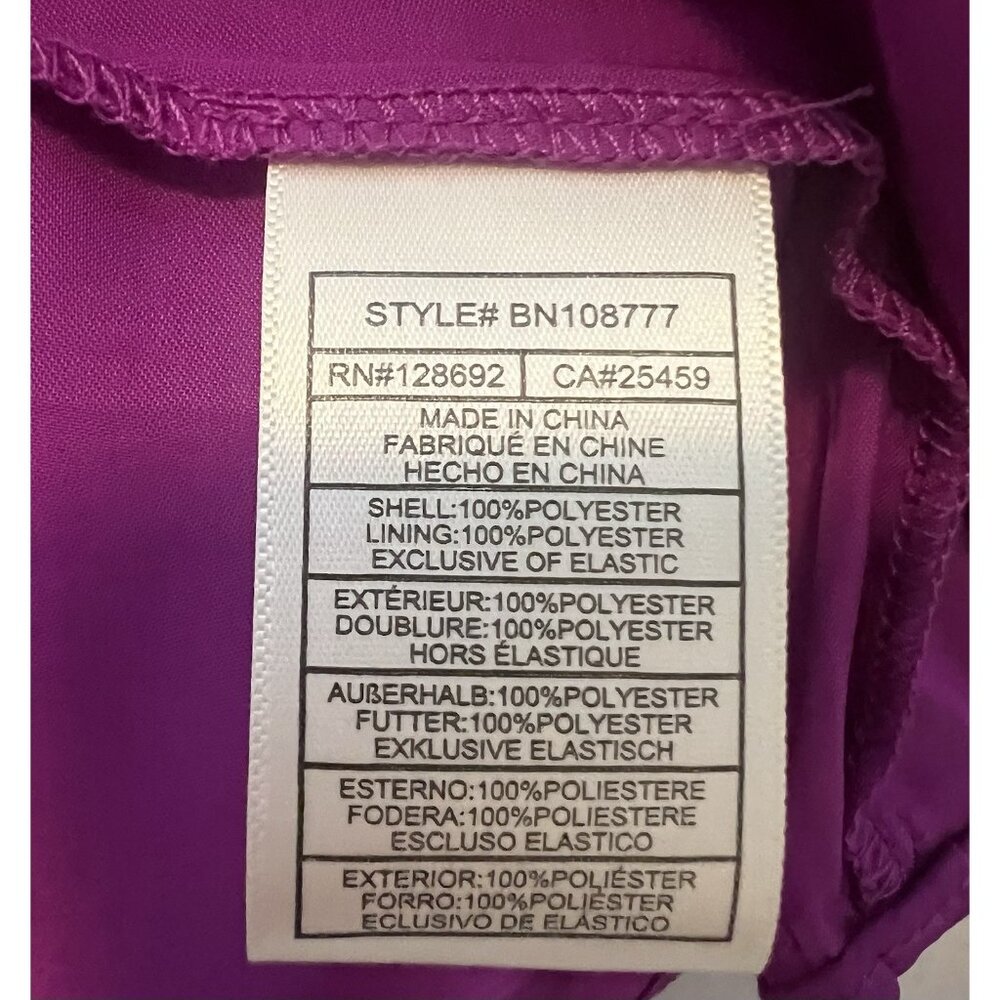 STYLE# BN108777
RN#128692 CA#25459
MADE IN CHINA
FABRIQUÉ EN CHINE
HECHO EN CHINA
SHELL:100%POLYESTER
LINING:100%POLYESTER
EXCLUSIVE OF ELASTIC
EXTÉRIEUR:100%POLYESTER
DOUBLURE:100%POLYESTER
HORS ÉLASTIQUE
AUßERHALB:100%POLYESTER
FUTTER:100%POLYESTER
EXKLUSIVE ELASTISCH
ESTERNO:100%POLIESTERE
FODERA:100%POLIESTERE
ESCLUSO ELASTICO
EXTERIOR:100%POLIÉSTER
FORRO:100%POLIÉSTER
ECLUSIVO DE ELÁSTICO